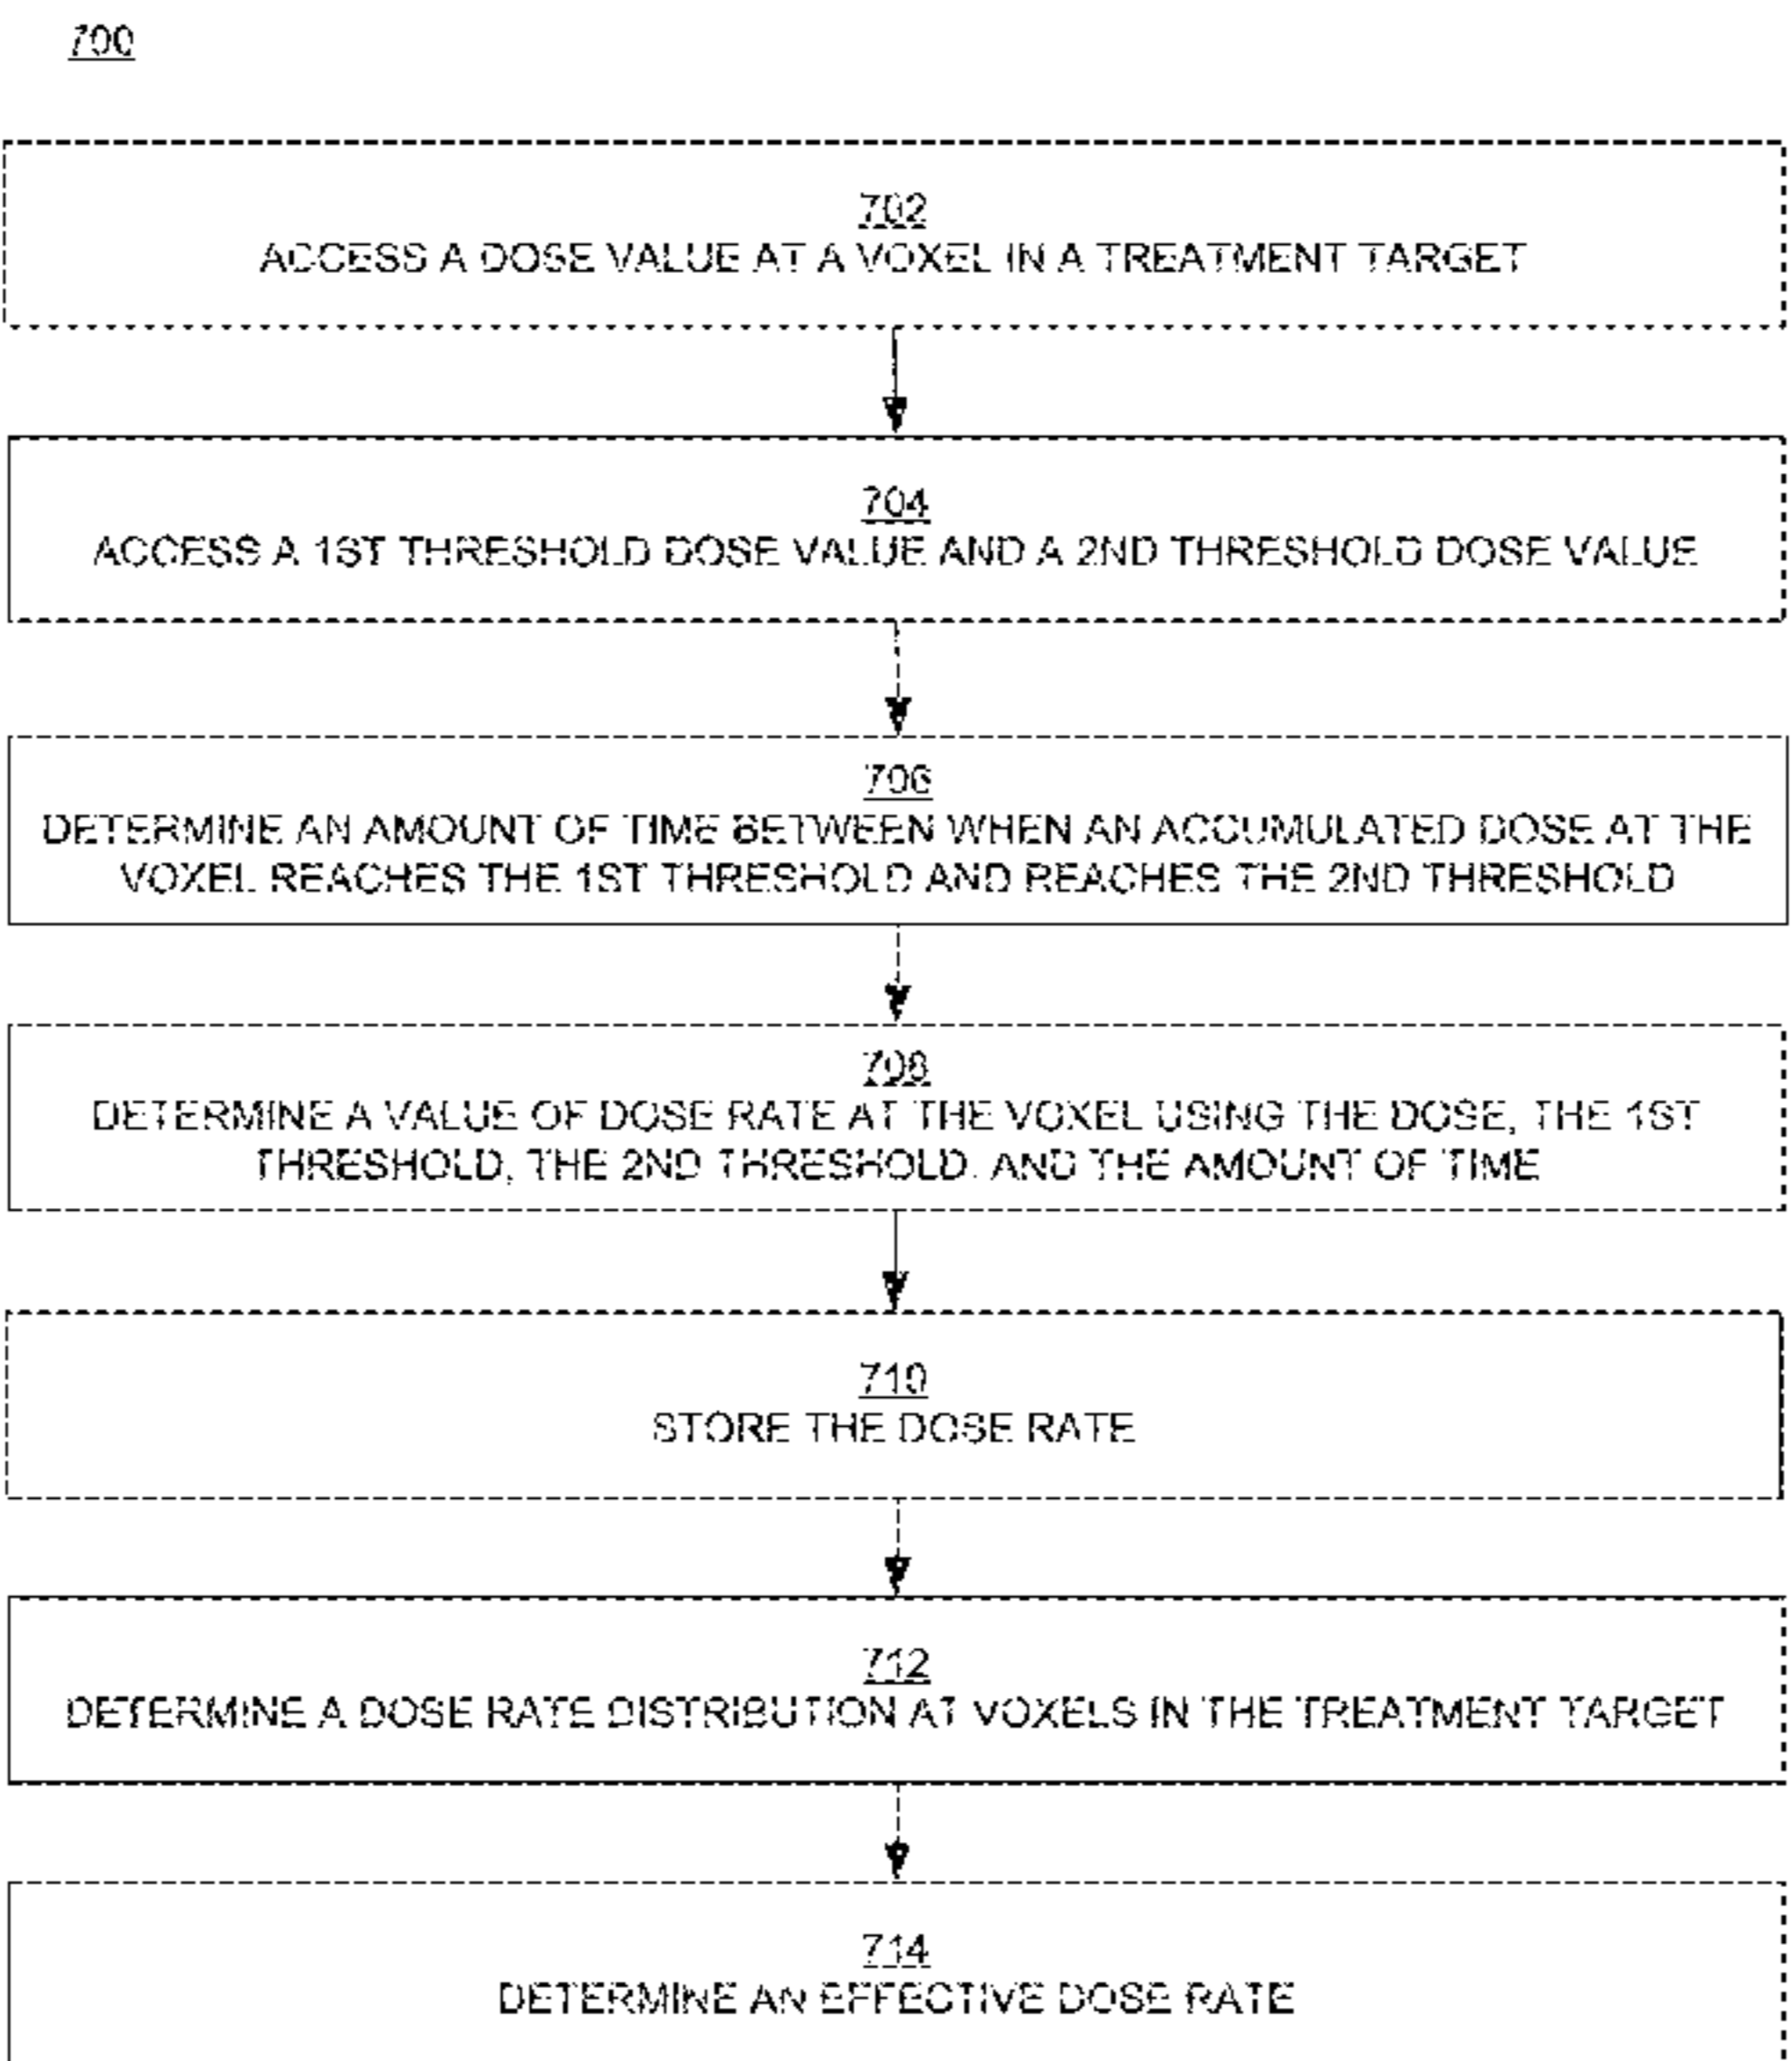 700
702
ACCESS A DOSE VALUE AT A VOXEL IN A TREATMENT TARGET
704
ACCESS A 1ST THRESHOLD DOSE VALUE AND A 2ND THRESHOLD DOSE VALUE
706
DETERMINE AN AMOUNT OF TIME BETWEEN WHEN AN ACCUMULATED DOSE AT THE
VOXEL REACHES THE 1ST THRESHOLD AND REACHES THE 2ND THRESHOLD
708
DETERMINE A VALUE OF DOSE RATE AT THE VOXEL USING THE DOSE, THE 1ST
THRESHOLD, THE 2ND THRESHOLD, AND THE AMOUNT OF TIME
710
STORE THE DOSE RATE
712
DETERMINE A DOSE RATE DISTRIBUTION AT VOXELS IN THE TREATMENT TARGET
714
DETERMINE AN EFFECTIVE DOSE RATE